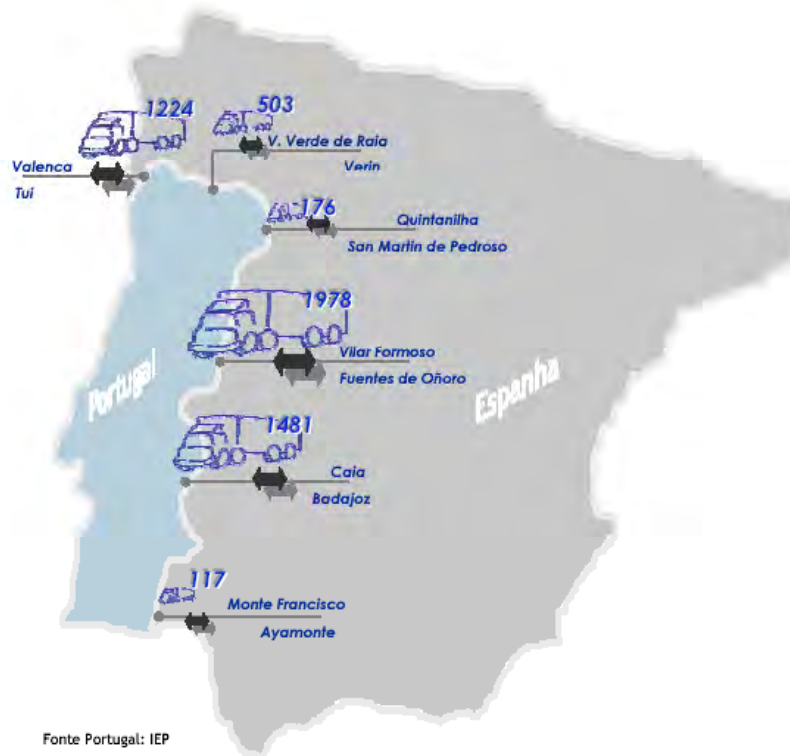 1224
503
V. Verde de Raia
Verin
Valenca
Tui
176
Quintanilha
San Martin de Pedroso
1978
Vilar Formoso
Fuentes de Oñoro
Portugal
Espanha
1481
Caia
Badajoz
117
Monte Francisco
Ayamonte
Fonte Portugal: IEP